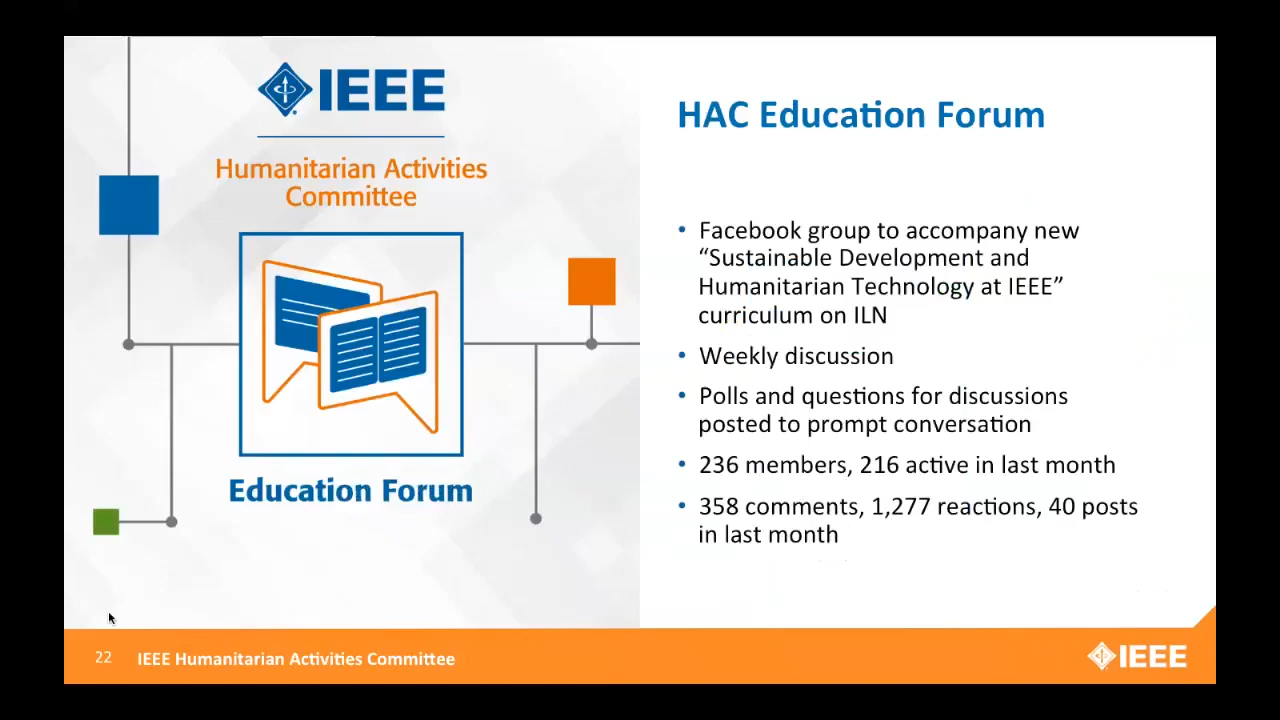 IEEE
Humanitarian Activities
Committee
Education Forum
HAC Education Forum
• Facebook group to accompany new
“Sustainable Development and
Humanitarian Technology at IEEE”
curriculum on ILN
• Weekly discussion
• Polls and questions for discussions
posted to prompt conversation
• 236 members, 216 active in last month
• 358 comments, 1,277 reactions, 40 posts
in last month
22 IEEE Humanitarian Activities Committee
IEEE